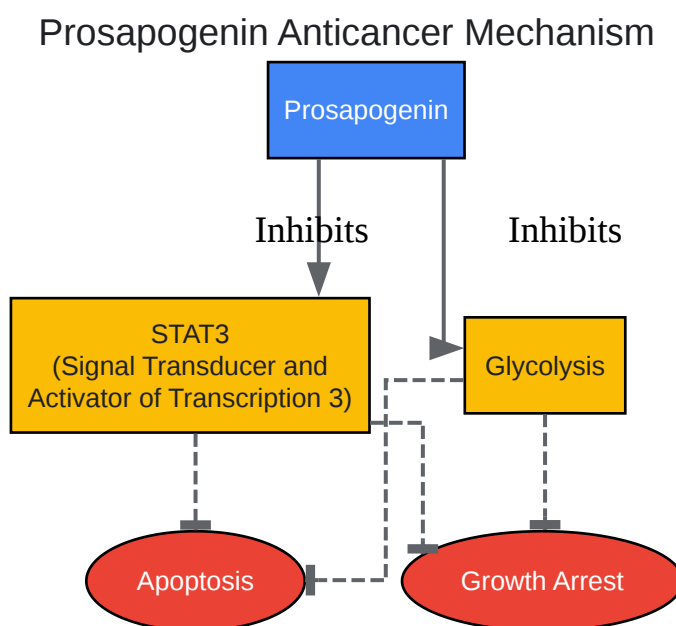 Prosapogenin Anticancer Mechanism
Prosapogenin
Inhibits
Inhibits
STAT3
(Signal Transducer and
Activator of Transcription 3)
Glycolysis
Apoptosis
Growth Arrest